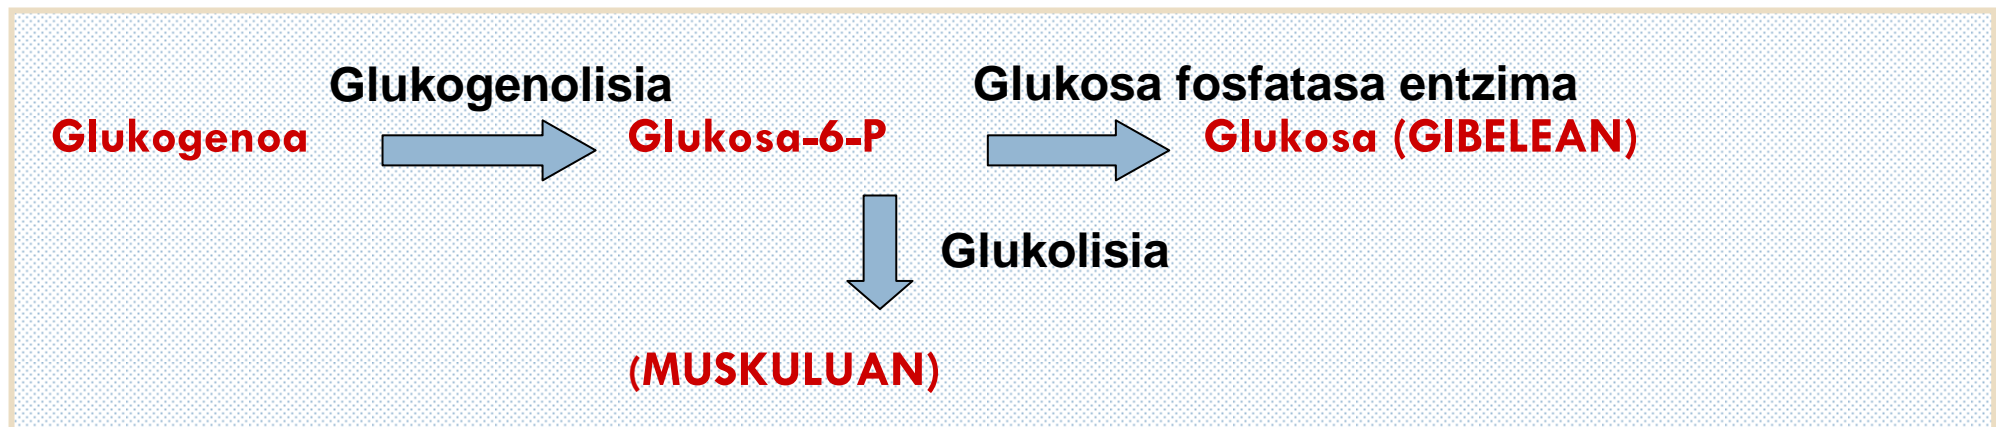 Glukogenolisia
Glukosa fosfatasa entzima
Glukogenoa
Glukosa-6-P
Glukosa (GIBELEAN)
Glukolisia
(MUSKULUAN)